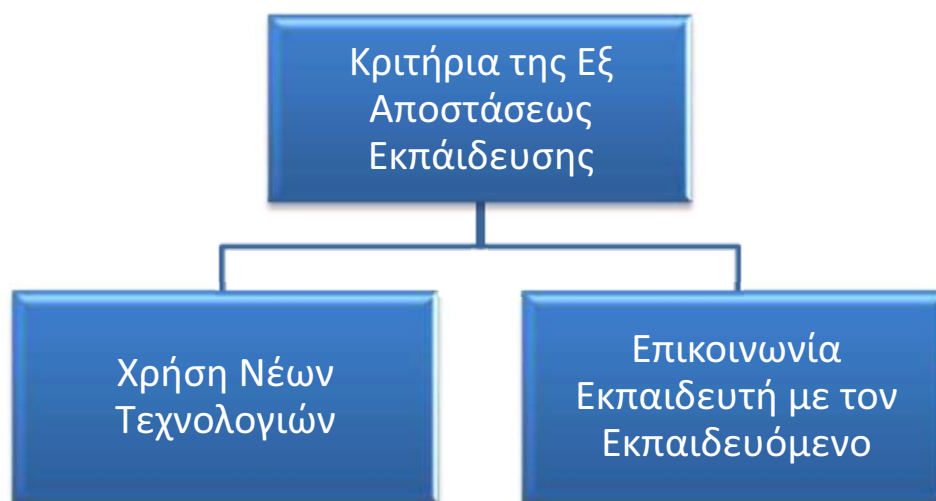 Κριτήρια της Εξ
Αποστάσεως
Εκπάιδευσης
Χρήση Νέων
Τεχνολογιών
Επικοινωνία
Εκπαιδευτή με τον
Εκπαιδευόμενο